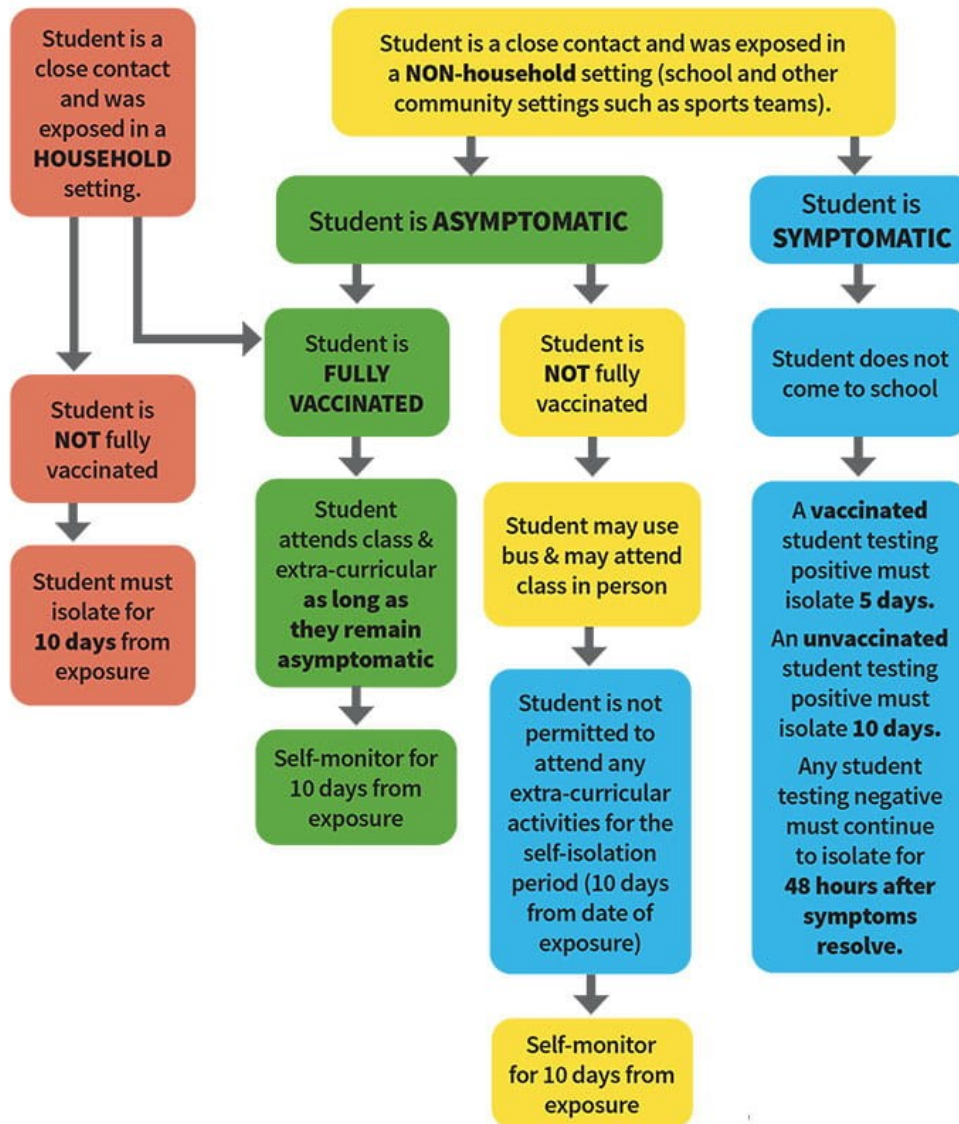 Student is a
close contact
and was
exposed in a
HOUSEHOLD
setting.
Student is a close contact and was exposed in
a NON-household setting (school and other
community settings such as sports teams).
Student is ASYMPTOMATIC
Student is
SYMPTOMATIC
Student is
NOT fully
vaccinated
Student must
isolate for
10 days from
exposure
Student is
FULLY
VACCINATED
Student
attends class &
extra-curricular
as long as
they remain
asymptomatic
Self-monitor for
10 days from
exposure
Student is
NOT fully
vaccinated
Student may use
bus & may attend
class in person
Student is not
permitted to
attend any
extra-curricular
activities for the
self-isolation
period (10 days
from date of
exposure)
Self-monitor
for 10 days from
exposure
Student does not
come to school
A vaccinated
student testing
positive must
isolate 5 days.
An unvaccinated
student testing
positive must
isolate 10 days.
Any student
testing negative
must continue
to isolate for
48 hours after
symptoms
resolve.